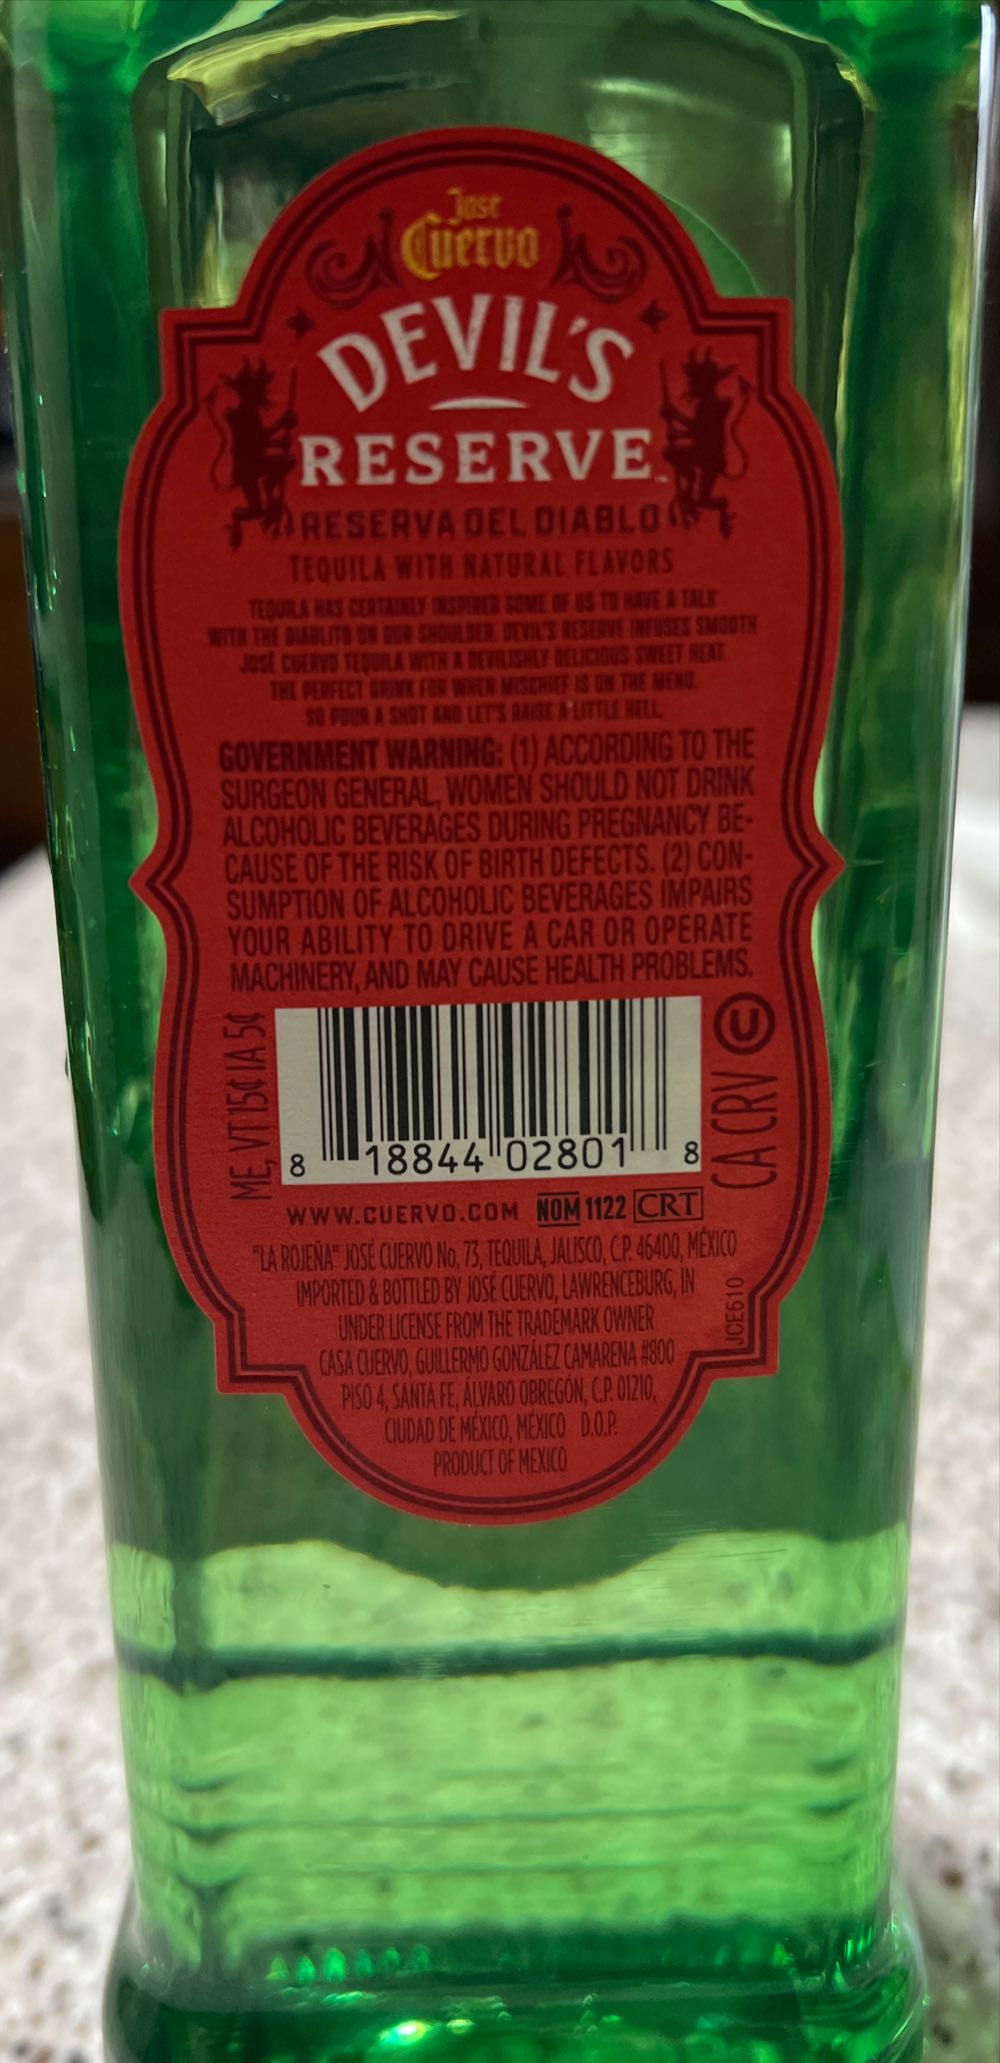 Jose
Cuervo
DEVIL'S
RESERVE™
RESERVA DEL DIABLO
TEQUILA WITH NATURAL FLAVORS
TEQUILA HAS CERTAINLY INSPIRED SOME OF US TO HAVE A TALK
WITH THE DIABLITO ON OUR SHOULDER. DEVIL'S RESERVE INFUSES SMOOTH
JOSÉ CUERVO TEQUILA WITH A DEVILISHLY DELICIOUS SWEET HEAT.
THE PERFECT DRINK FOR WHEN MISCHIEF IS ON THE MENU.
SO POUR A SHOT AND LET'S RAISE A LITTLE HELL.
GOVERNMENT WARNING: (1) ACCORDING TO THE
SURGEON GENERAL, WOMEN SHOULD NOT DRINK
ALCOHOLIC BEVERAGES DURING PREGNANCY BE-
CAUSE OF THE RISK OF BIRTH DEFECTS. (2) CON-
SUMPTION OF ALCOHOLIC BEVERAGES IMPAIRS
YOUR ABILITY TO DRIVE A CAR OR OPERATE
MACHINERY, AND MAY CAUSE HEALTH PROBLEMS.
ME, VT 15¢ IA 5¢
8 18844 02801 8
CA CRV Ⓤ
WWW.CUERVO.COM NOM 1122 CRT
"LA ROJEÑA" JOSÉ CUERVO No. 73, TEQUILA, JALISCO, C.P. 46400, MÉXICO
IMPORTED & BOTTLED BY JOSÉ CUERVO, LAWRENCEBURG, IN
UNDER LICENSE FROM THE TRADEMARK OWNER
CASA CUERVO, GUILLERMO GONZÁLEZ CAMARENA #800
PISO 4, SANTA FE, ÁLVARO OBREGÓN, C.P. 01210,
CIUDAD DE MÉXICO, MÉXICO D.O.P.
PRODUCT OF MEXICO
JCE610